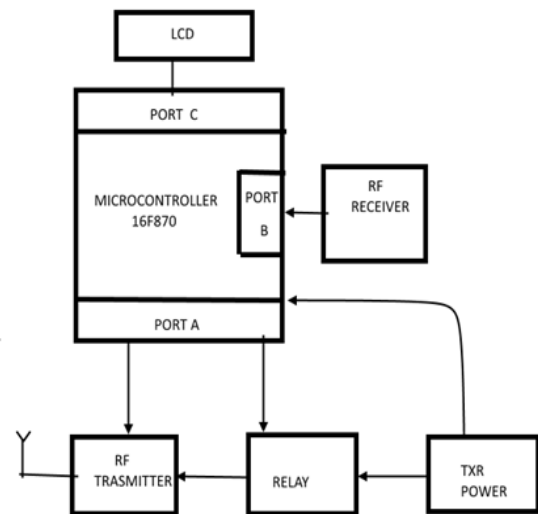 LCD
PORT C
MICROCONTROLLER
16F870
PORT
B
RF
RECEIVER
PORT A
RF
TRASMITTER
RELAY
TXR
POWER